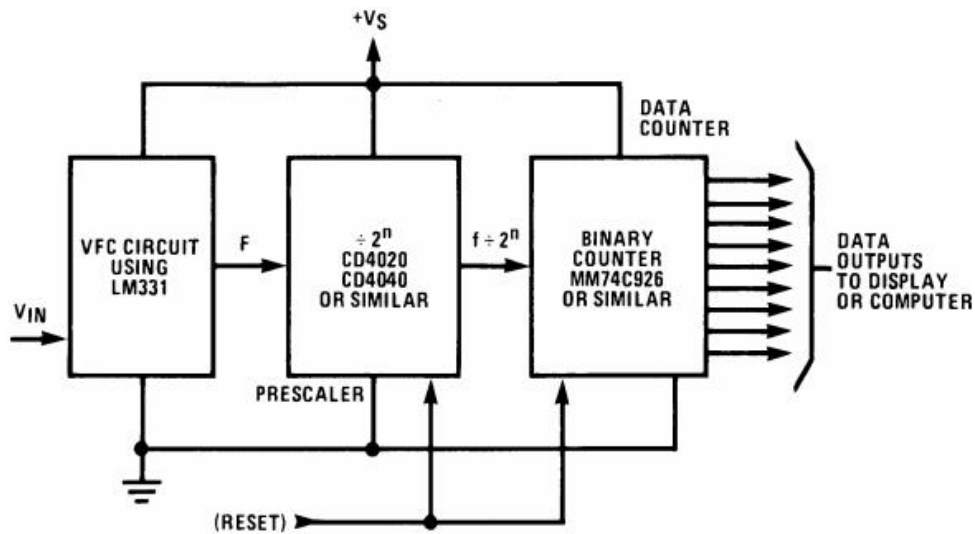 +VS
DATA
COUNTER
VFC CIRCUIT
USING
LM331
F
÷ 2ⁿ
CD4020
CD4040
OR SIMILAR
f ÷ 2ⁿ
BINARY
COUNTER
MM74C926
OR SIMILAR
DATA
OUTPUTS
TO DISPLAY
OR COMPUTER
VIN
PRESCALER
(RESET)